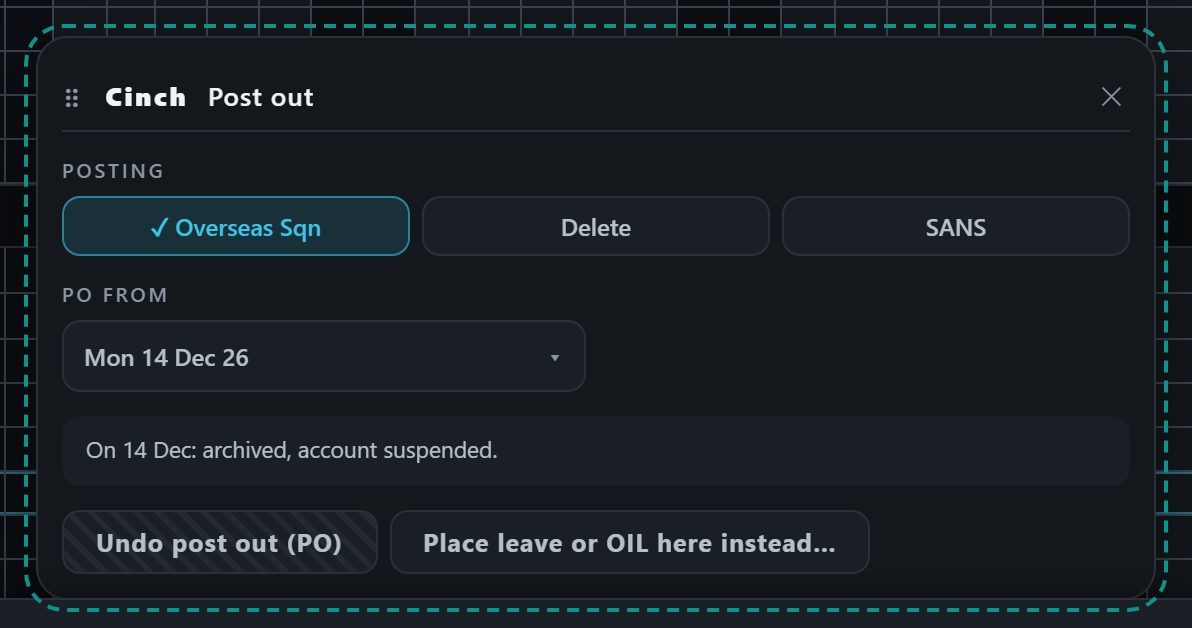 Cinch Post out
POSTING
✓ Overseas Sqn
Delete
SANS
PO FROM
Mon 14 Dec 26
On 14 Dec: archived, account suspended.
Undo post out (PO)
Place leave or OIL here instead...